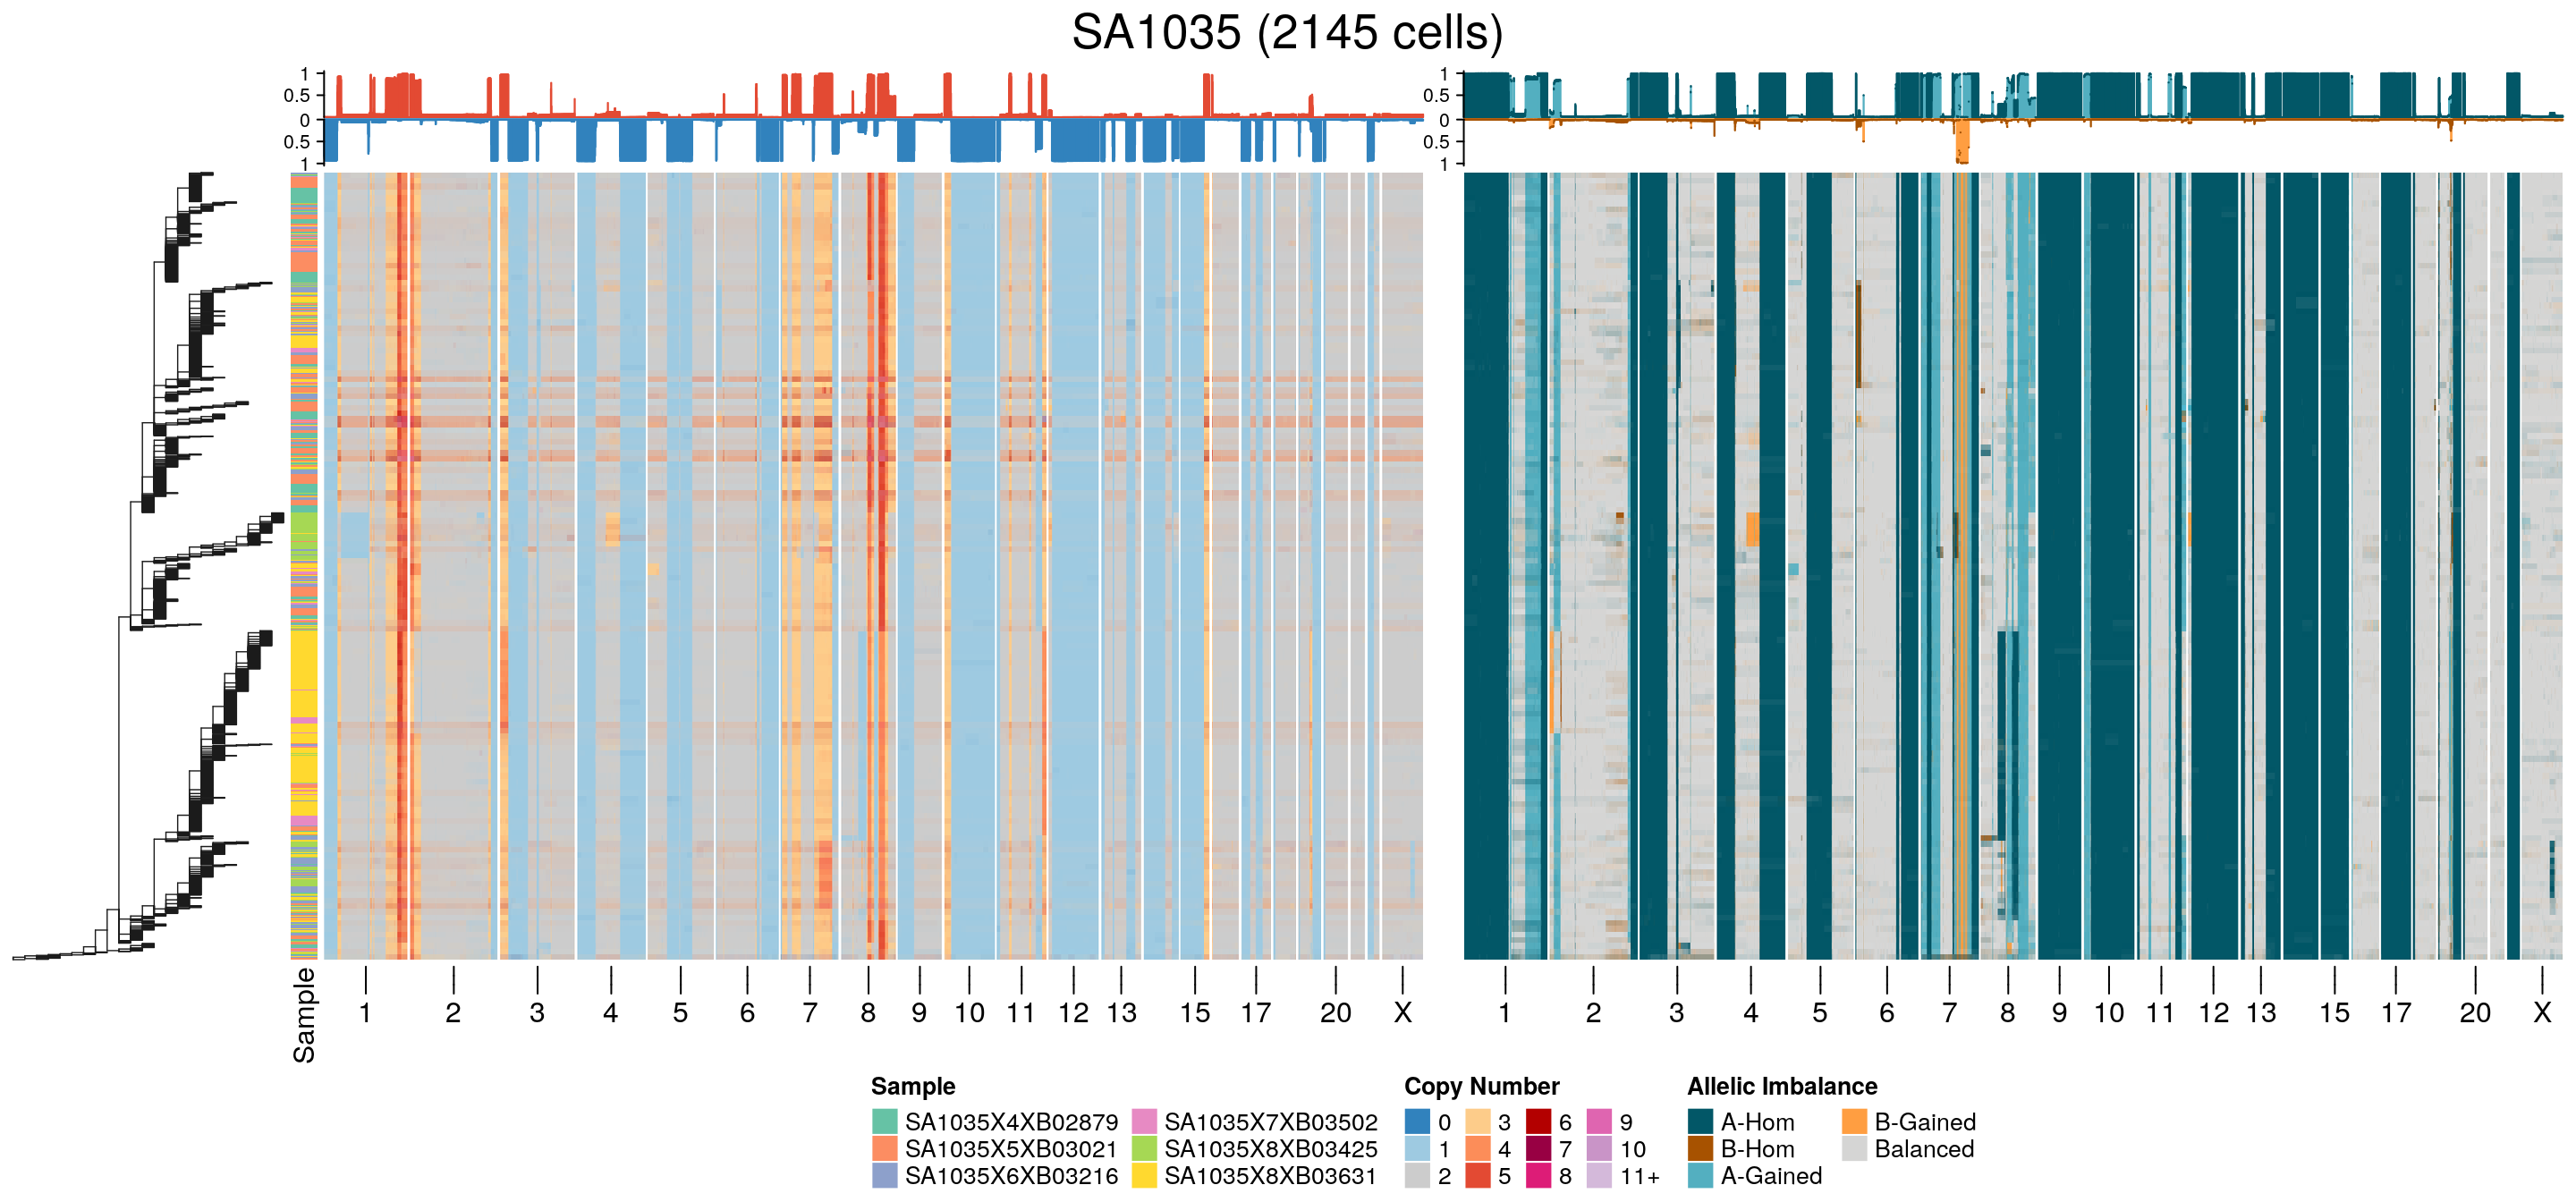 SA1035 (2145 cells)
1
0.5
0
0.5
1
1
0.5
0
0.5
1
Sample
1 2 3 4 5 6 7 8 9 10 11 12 13 15 17 20 X
1 2 3 4 5 6 7 8 9 10 11 12 13 15 17 20 X
Sample
SA1035X4XB02879
SA1035X5XB03021
SA1035X6XB03216
SA1035X7XB03502
SA1035X8XB03425
SA1035X8XB03631
Copy Number
0
1
2
3
4
5
6
7
8
9
10
11+
Allelic Imbalance
A-Hom
B-Hom
A-Gained
B-Gained
Balanced